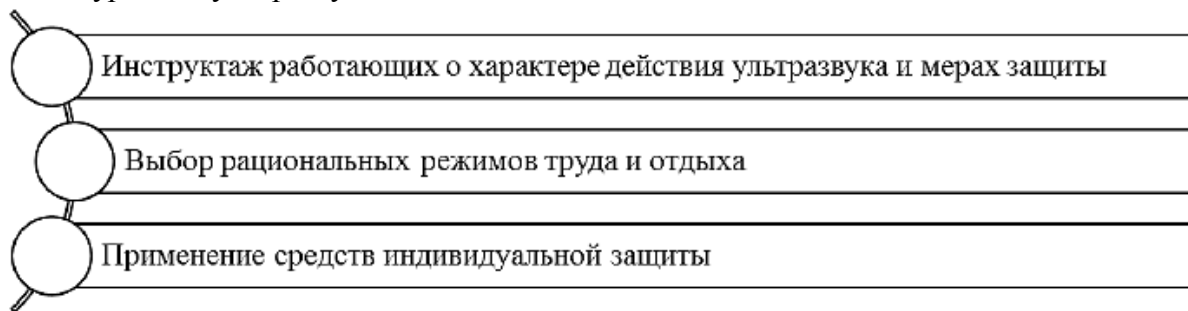 Инструктаж работающих о характере действия ультразвука и мерах защиты
Выбор рациональных режимов труда и отдыха
Применение средств индивидуальной защиты